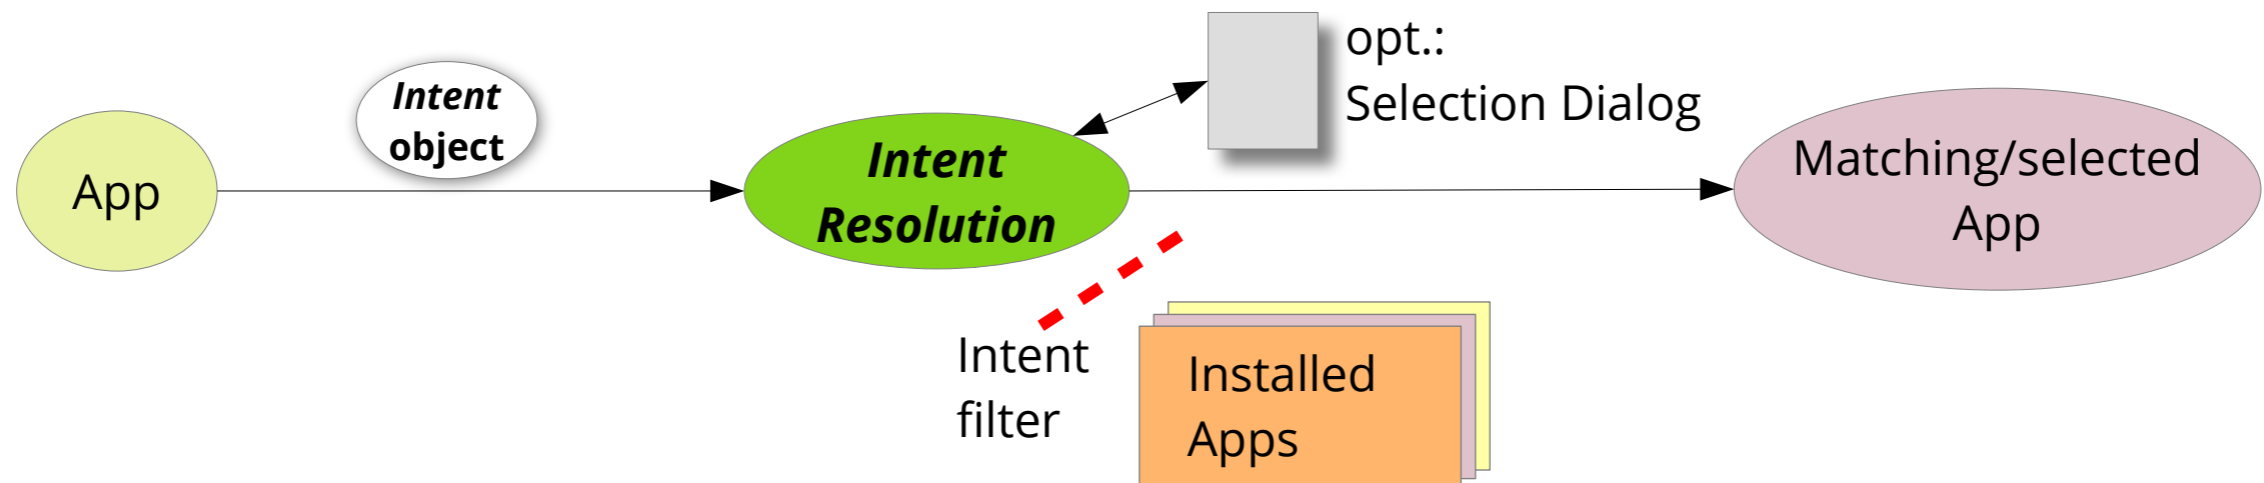 App
Intent
object
Intent
Resolution
opt.:
Selection Dialog
Matching/selected
App
Intent
filter
Installed
Apps